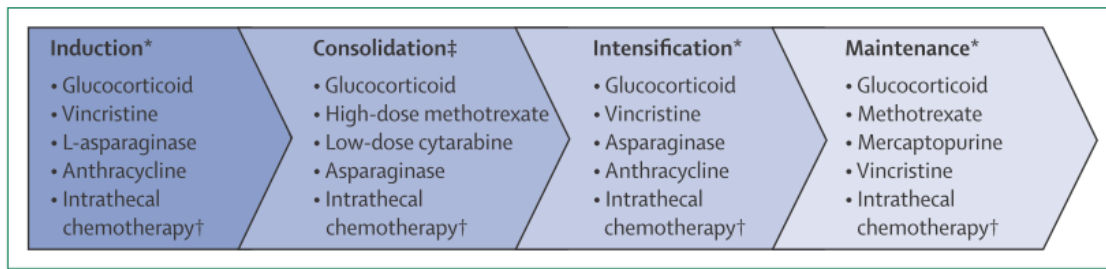 Induction*
• Glucocorticoid
• Vincristine
• L-asparaginase
• Anthracycline
• Intrathecal
chemotherapy†
Consolidation‡
• Glucocorticoid
• High-dose methotrexate
• Low-dose cytarabine
• Asparaginase
• Intrathecal
chemotherapy†
Intensification*
• Glucocorticoid
• Vincristine
• Asparaginase
• Anthracycline
• Intrathecal
chemotherapy†
Maintenance*
• Glucocorticoid
• Methotrexate
• Mercaptopurine
• Vincristine
• Intrathecal
chemotherapy†